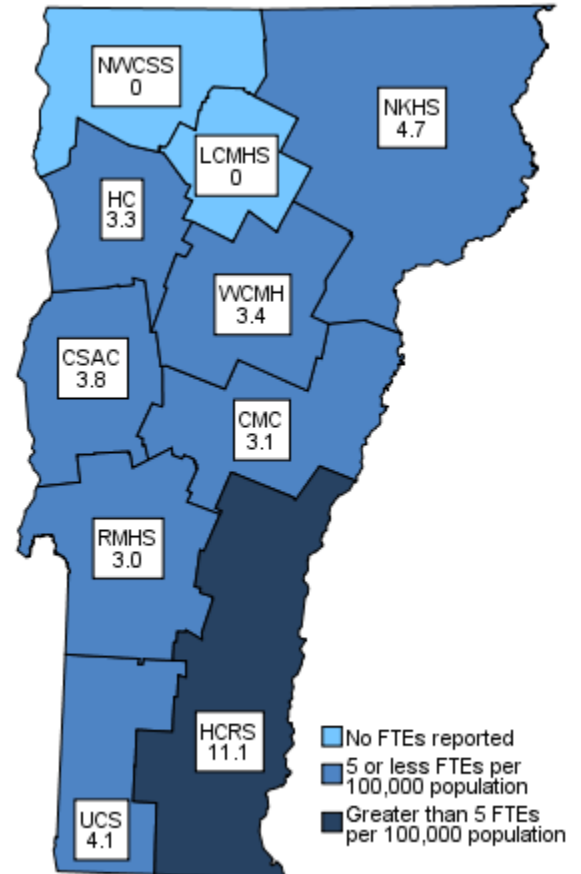 NWCSS
0
NKHS
4.7
LCMHS
0
HC
3.3
WCMH
3.4
CSAC
3.8
CMC
3.1
RMHS
3.0
HCRS
11.1
UCS
4.1
No FTEs reported
5 or less FTEs per
100,000 population
Greater than 5 FTEs
per 100,000 population